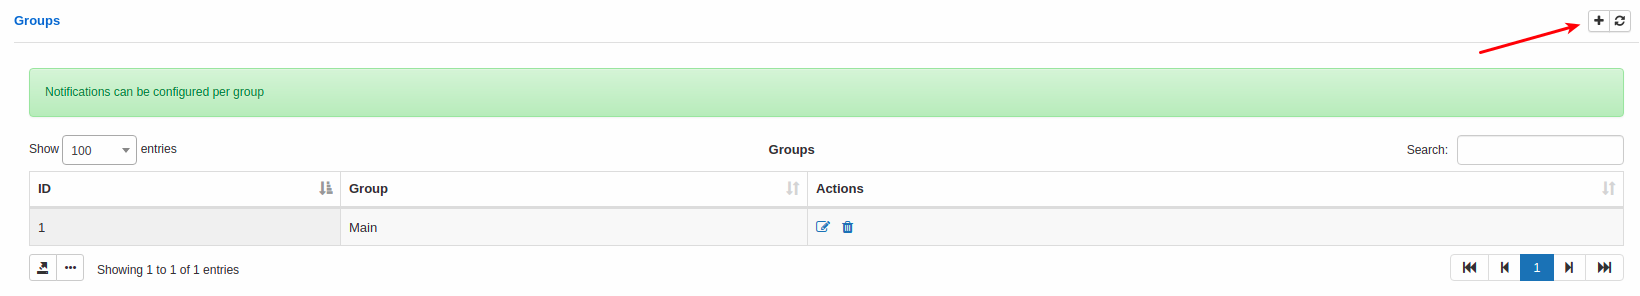 Groups
Notifications can be configured per group
Show 100 entries Groups Search:
ID Group Actions
1 Main
Showing 1 to 1 of 1 entries 1